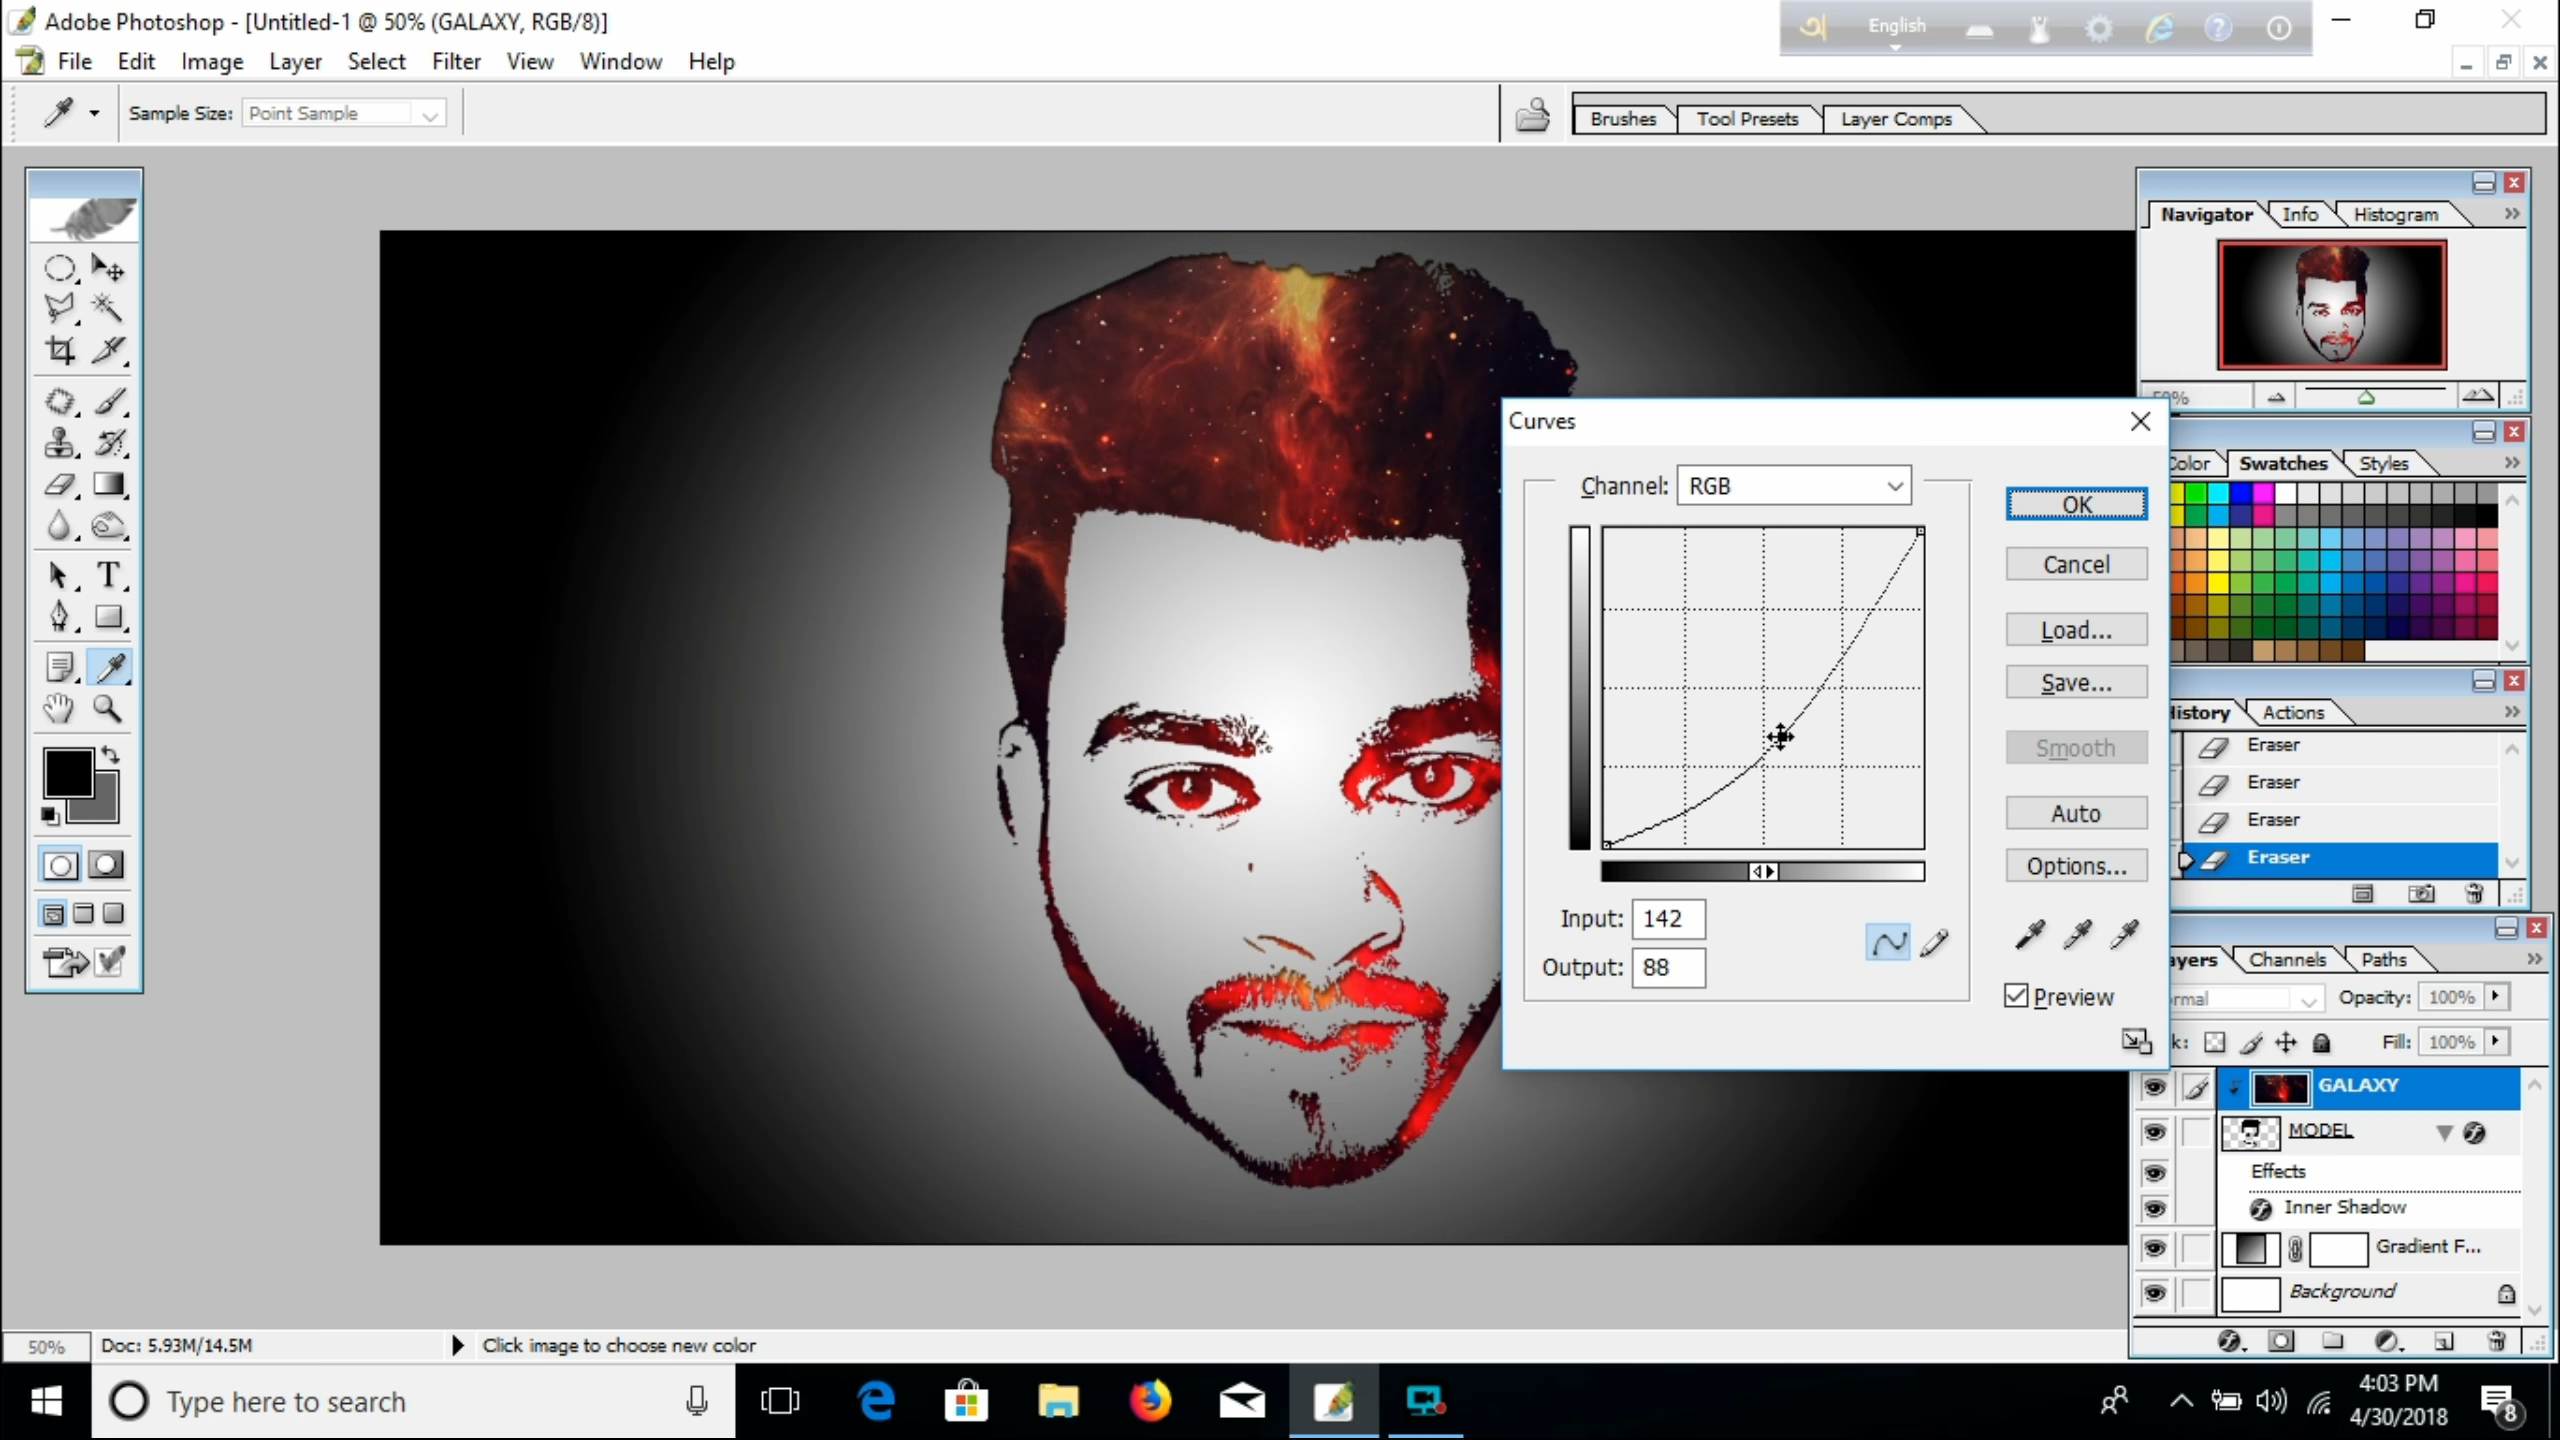 Adobe Photoshop - [Untitled-1 @ 50% (GALAXY, RGB/8)]
অ English
File Edit Image Layer Select Filter View Window Help
Sample Size: Point Sample
Brushes Tool Presets Layer Comps
Navigator Info Histogram
Curves
Channel: RGB
OK
Cancel
Load...
Save...
Smooth
Auto
Options...
Input: 142
Output: 88
Preview
Color Swatches Styles
History Actions
Eraser
Eraser
Eraser
Eraser
ayers Channels Paths
rmal Opacity: 100%
k: Fill: 100%
GALAXY
MODEL
Effects
Inner Shadow
Gradient F...
Background
50% Doc: 5.93M/14.5M Click image to choose new color
Type here to search
4:03 PM
4/30/2018
8